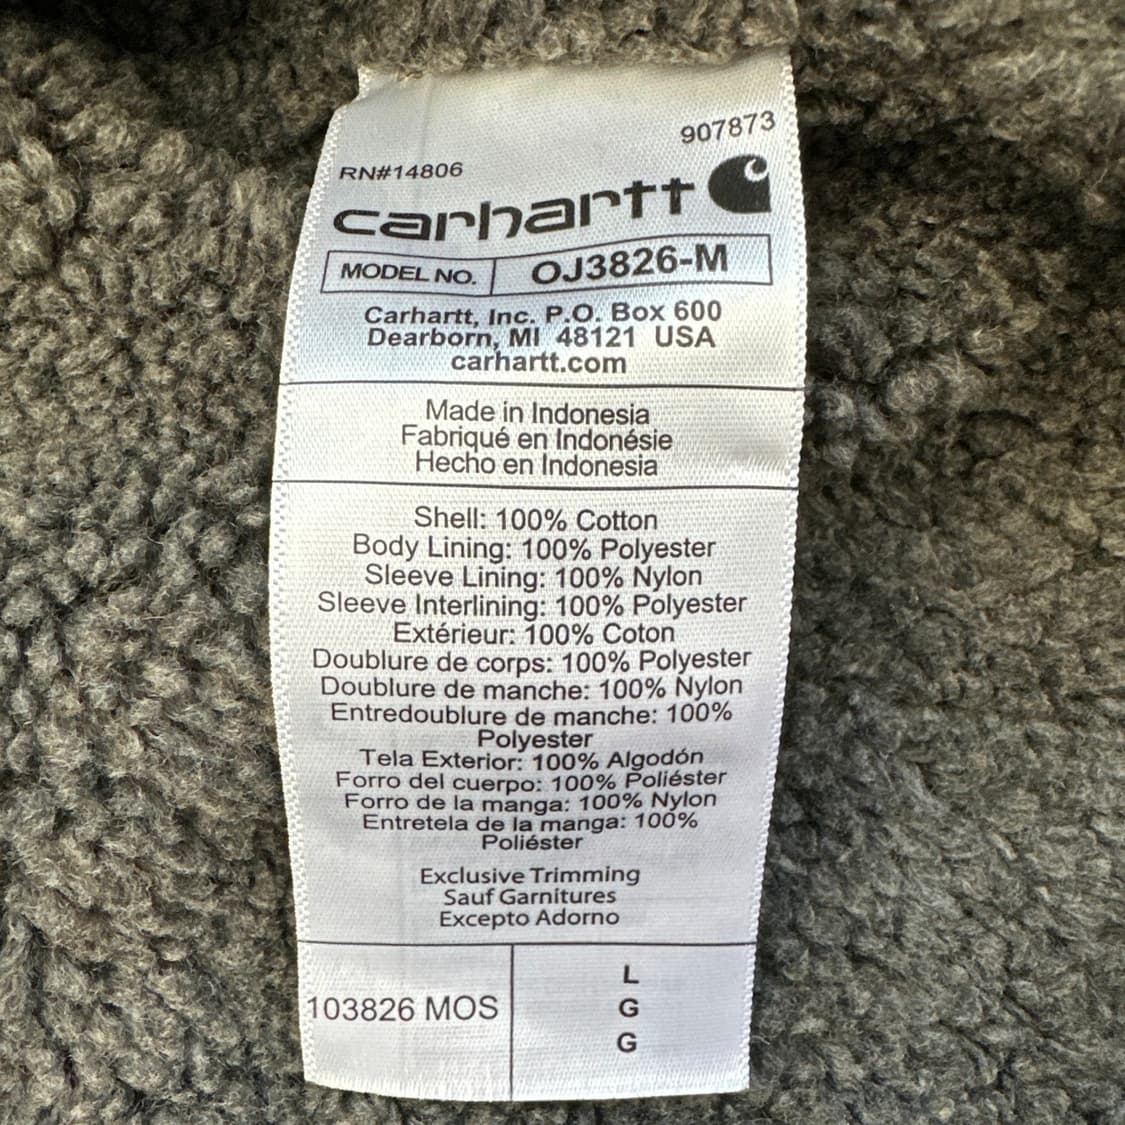 907873
RN#14806
carhartt
MODEL NO. OJ3826-M
Carhartt, Inc. P.O. Box 600
Dearborn, MI 48121 USA
carhartt.com
Made in Indonesia
Fabriqué en Indonésie
Hecho en Indonesia
Shell: 100% Cotton
Body Lining: 100% Polyester
Sleeve Lining: 100% Nylon
Sleeve Interlining: 100% Polyester
Extérieur: 100% Coton
Doublure de corps: 100% Polyester
Doublure de manche: 100% Nylon
Entredoublure de manche: 100%
Polyester
Tela Exterior: 100% Algodón
Forro del cuerpo: 100% Poliéster
Forro de la manga: 100% Nylon
Entretela de la manga: 100%
Poliéster
Exclusive Trimming
Sauf Garnitures
Excepto Adorno
103826 MOS
L
G
G